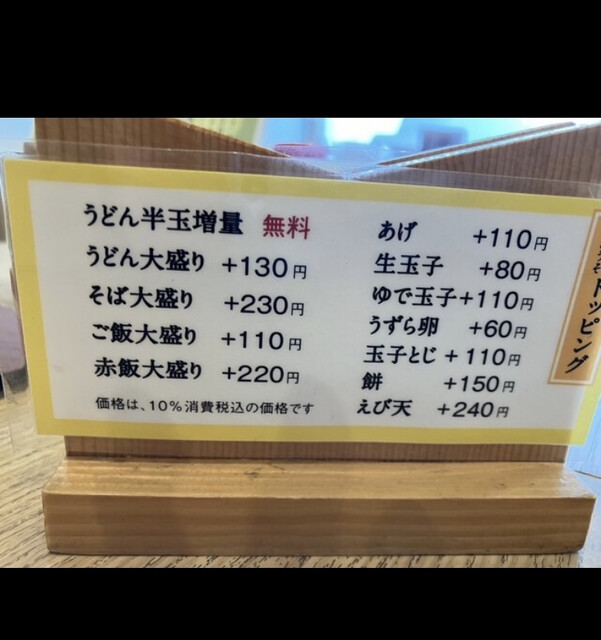 うどん半玉増量 無料
うどん大盛り +130円
そば大盛り +230円
ご飯大盛り +110円
赤飯大盛り +220円
価格は、10%消費税込の価格です
あげ +110円
生玉子 +80円
ゆで玉子+110円
うずら卵 +60円
玉子とじ+110円
餅 +150円
えび天 +240円
トッピング